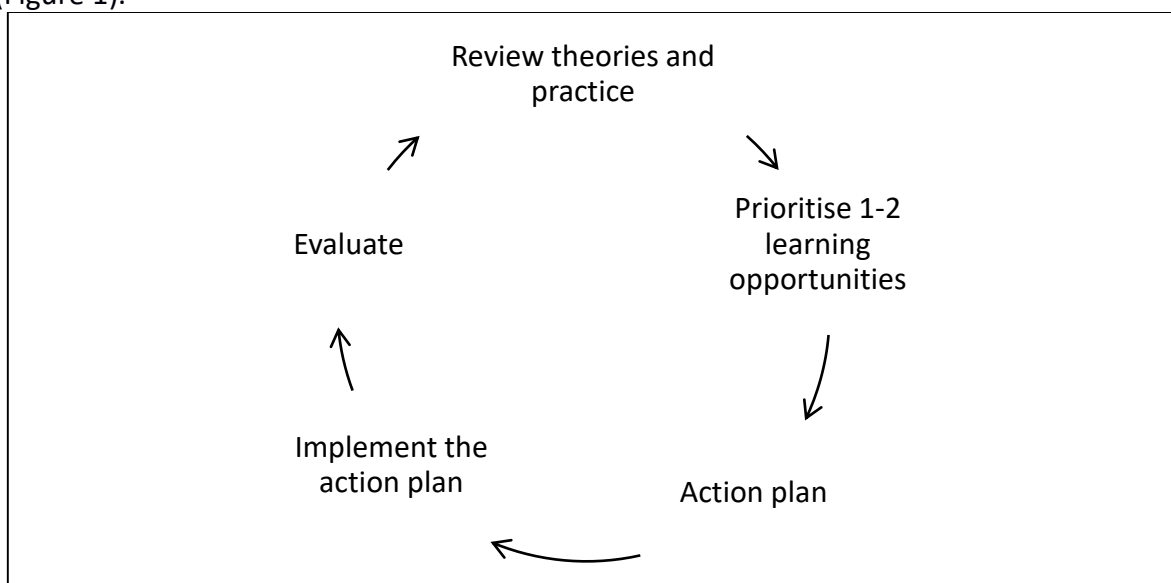 (Figure 1).
Review theories and
practice
Prioritise 1-2
learning
opportunities
Action plan
Implement the
action plan
Evaluate